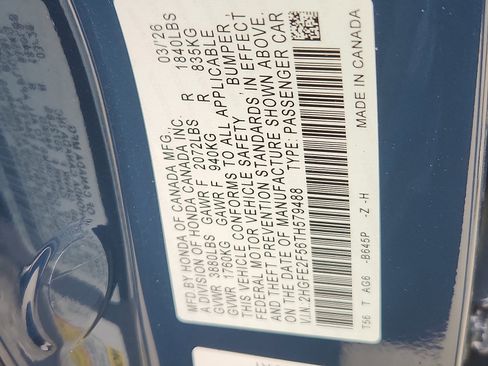 MFD.BY HONDA OF CANADA MFG., 03/26
A DIVISION OF HONDA CANADA INC.
GVWR 3880LBS GAWR F 2072LBS R 1840LBS
GVWR 1760KG GAWR F 940KG R 835KG
THIS VEHICLE CONFORMS TO ALL APPLICABLE
FEDERAL MOTOR VEHICLE SAFETY, BUMPER,
AND THEFT PREVENTION STANDARDS IN EFFECT
ON THE DATE OF MANUFACTURE SHOWN ABOVE.
V.I.N. 2HGFE2F56TH579488 TYPE: PASSENGER CAR
T56 T AG6 -B645P -Z -H MADE IN CANADA